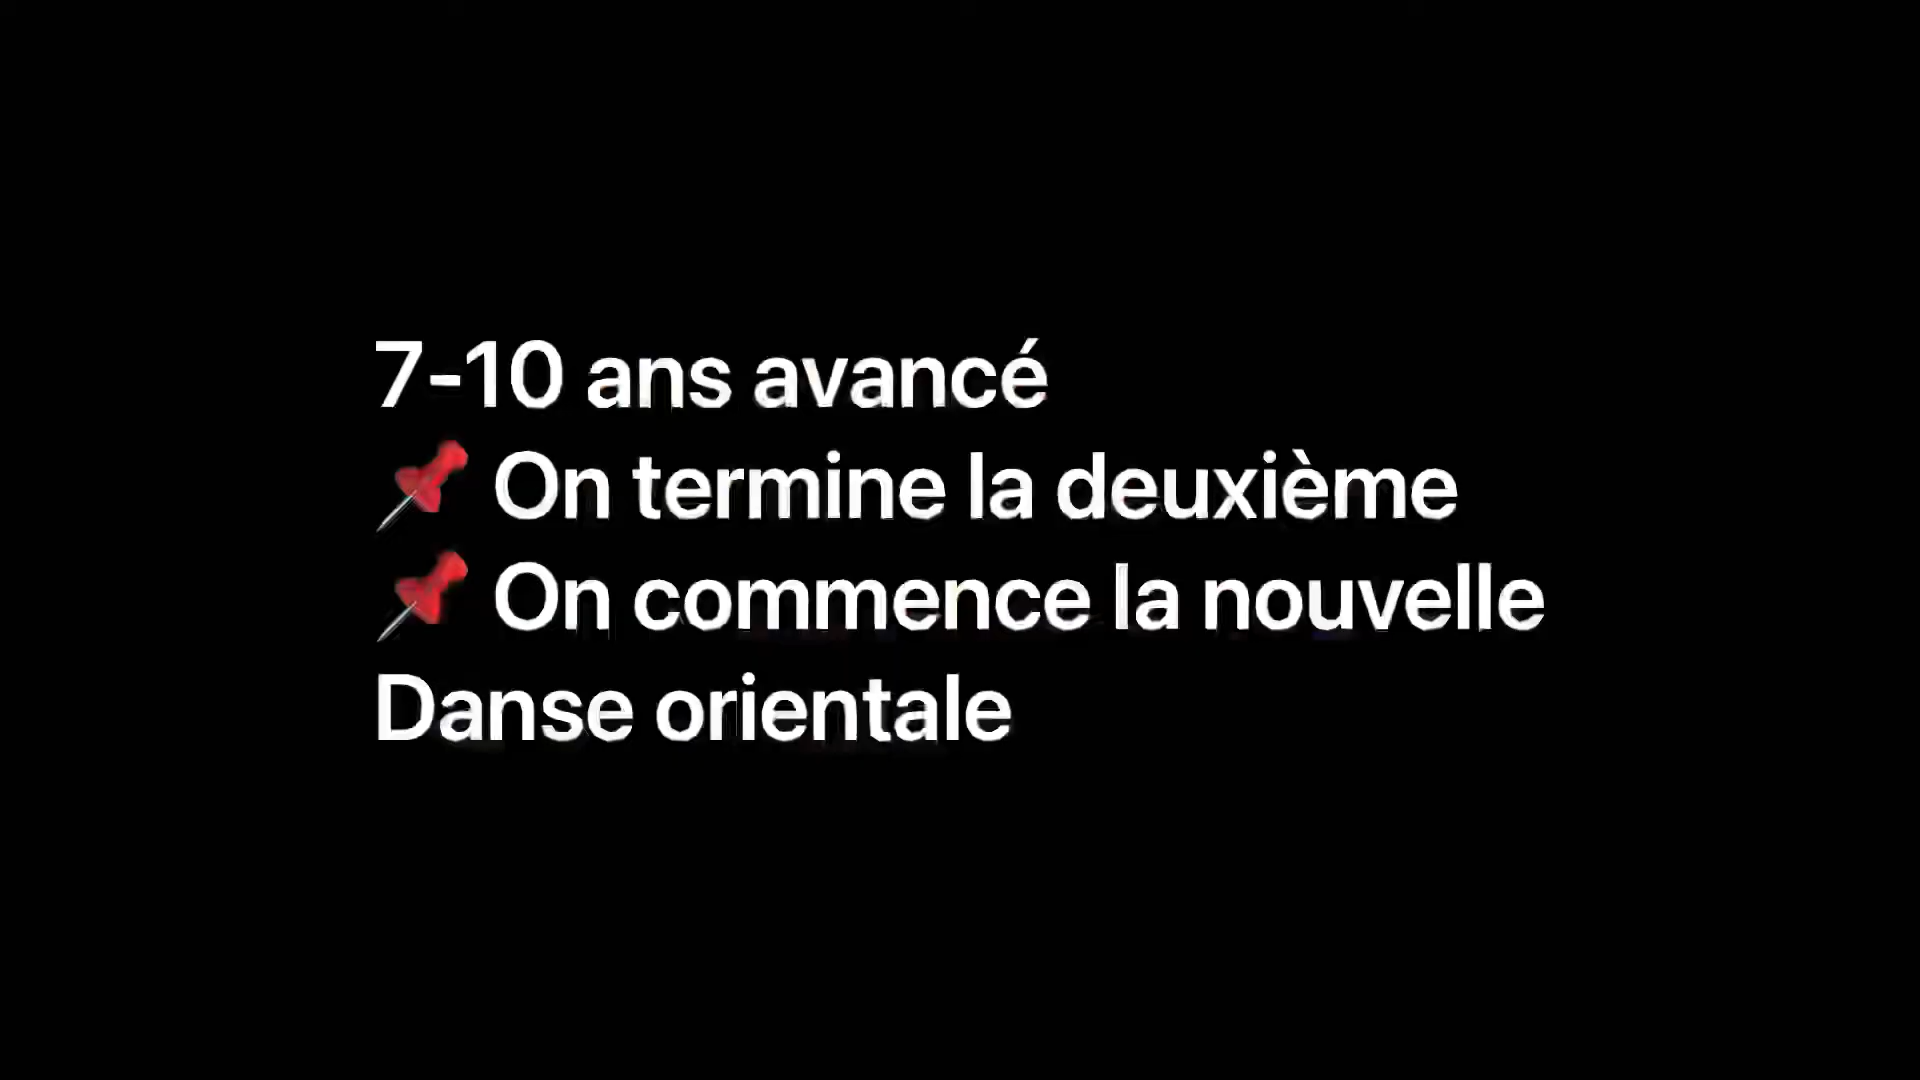 7-10 ans avancé
📌 On termine la deuxième
📌 On commence la nouvelle
Danse orientale